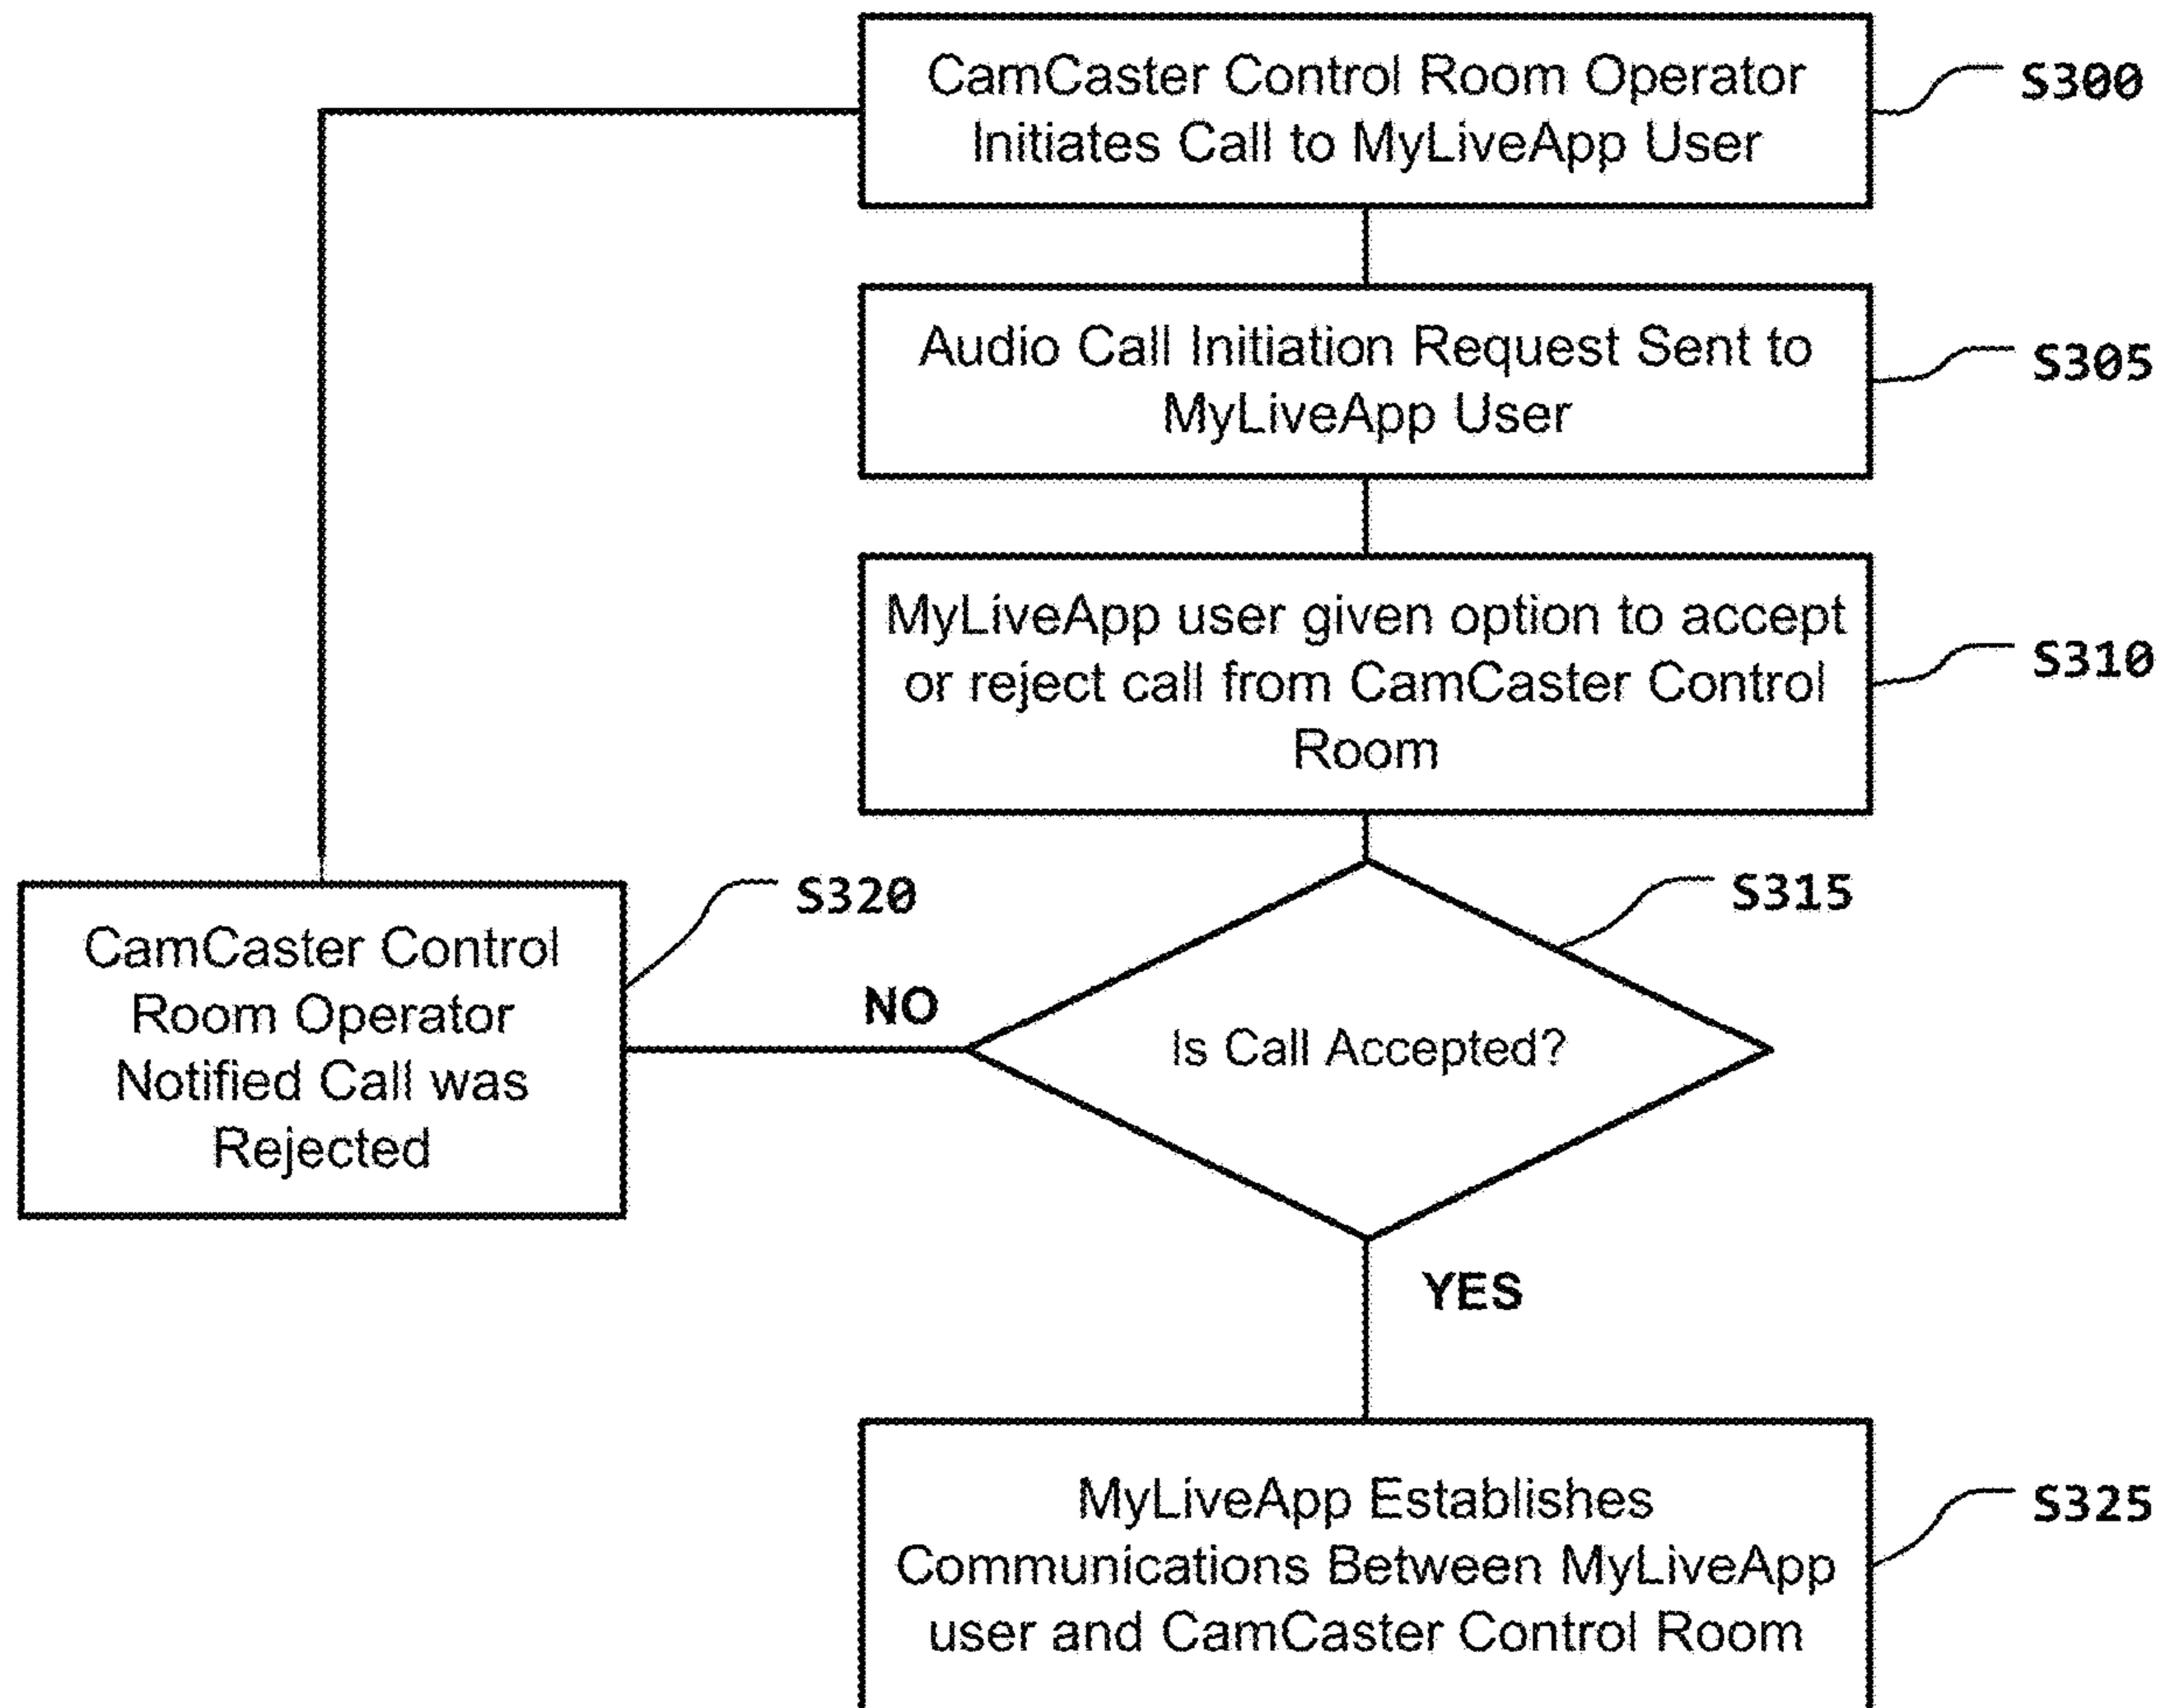 CamCaster Control Room Operator
Initiates Call to MyLiveApp User
S300
Audio Call Initiation Request Sent to
MyLiveApp User
S305
MyLiveApp user given option to accept
or reject call from CamCaster Control
Room
S310
S320
CamCaster Control
Room Operator
Notified Call was
Rejected
NO
S315
Is Call Accepted?
YES
MyLiveApp Establishes
Communications Between MyLiveApp
user and CamCaster Control Room
S325